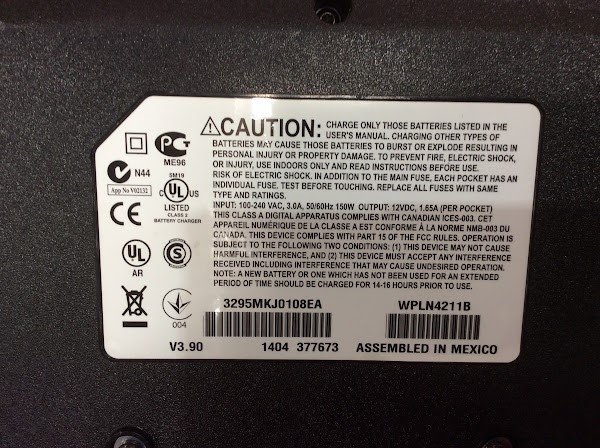 ⚠CAUTION: CHARGE ONLY THOSE BATTERIES LISTED IN THE
USER'S MANUAL. CHARGING OTHER TYPES OF
BATTERIES MAY CAUSE THOSE BATTERIES TO BURST OR EXPLODE RESULTING IN
PERSONAL INJURY OR PROPERTY DAMAGE. TO PREVENT FIRE, ELECTRIC SHOCK,
OR INJURY, USE INDOORS ONLY AND READ INSTRUCTIONS BEFORE USE.
RISK OF ELECTRIC SHOCK. IN ADDITION TO THE MAIN FUSE, EACH POCKET HAS AN
INDIVIDUAL FUSE. TEST BEFORE TOUCHING. REPLACE ALL FUSES WITH SAME
TYPE AND RATINGS.
INPUT: 100-240 VAC, 3.0A, 50/60Hz 150W OUTPUT: 12VDC, 1.65A (PER POCKET)
THIS CLASS A DIGITAL APPARATUS COMPLIES WITH CANADIAN ICES-003. CET
APPAREIL NUMÉRIQUE DE LA CLASSE A EST CONFORME À LA NORME NMB-003 DU
CANADA. THIS DEVICE COMPLIES WITH PART 15 OF THE FCC RULES. OPERATION IS
SUBJECT TO THE FOLLOWING TWO CONDITIONS: (1) THIS DEVICE MAY NOT CAUSE
HARMFUL INTERFERENCE, AND (2) THIS DEVICE MUST ACCEPT ANY INTERFERENCE
RECEIVED INCLUDING INTERFERENCE THAT MAY CAUSE UNDESIRED OPERATION.
NOTE: A NEW BATTERY OR ONE WHICH HAS NOT BEEN USED FOR AN EXTENDED
PERIOD OF TIME SHOULD BE CHARGED FOR 14-16 HOURS PRIOR TO USE.
PCT
ME96
N44
App No V02132
5M19
C UL US
LISTED
CLASS 2
BATTERY CHARGER
CE
UL
AR
S
004
3295MKJ0108EA
WPLN4211B
V3.90
1404 377673
ASSEMBLED IN MEXICO